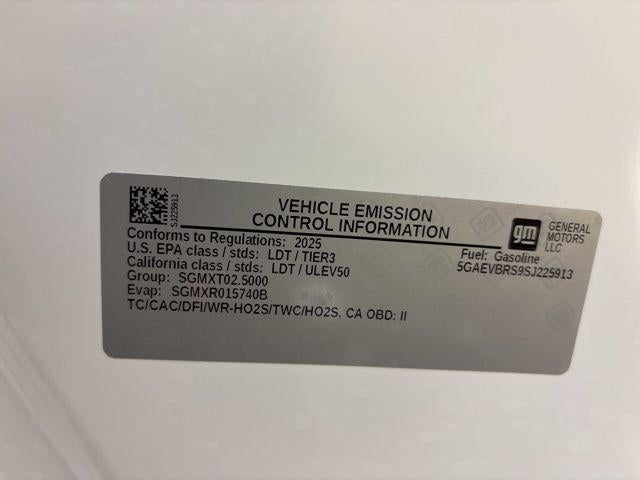 5J225913
VEHICLE EMISSION
CONTROL INFORMATION
gm
GENERAL
MOTORS
LLC
Conforms to Regulations: 2025
U.S. EPA class / stds: LDT / TIER3
California class / stds: LDT / ULEV50
Group: SGMXT02.5000
Evap: SGMXR015740B
TC/CAC/DFI/WR-HO2S/TWC/HO2S, CA OBD: II
Fuel: Gasoline
5GAEVBRS9SJ225913